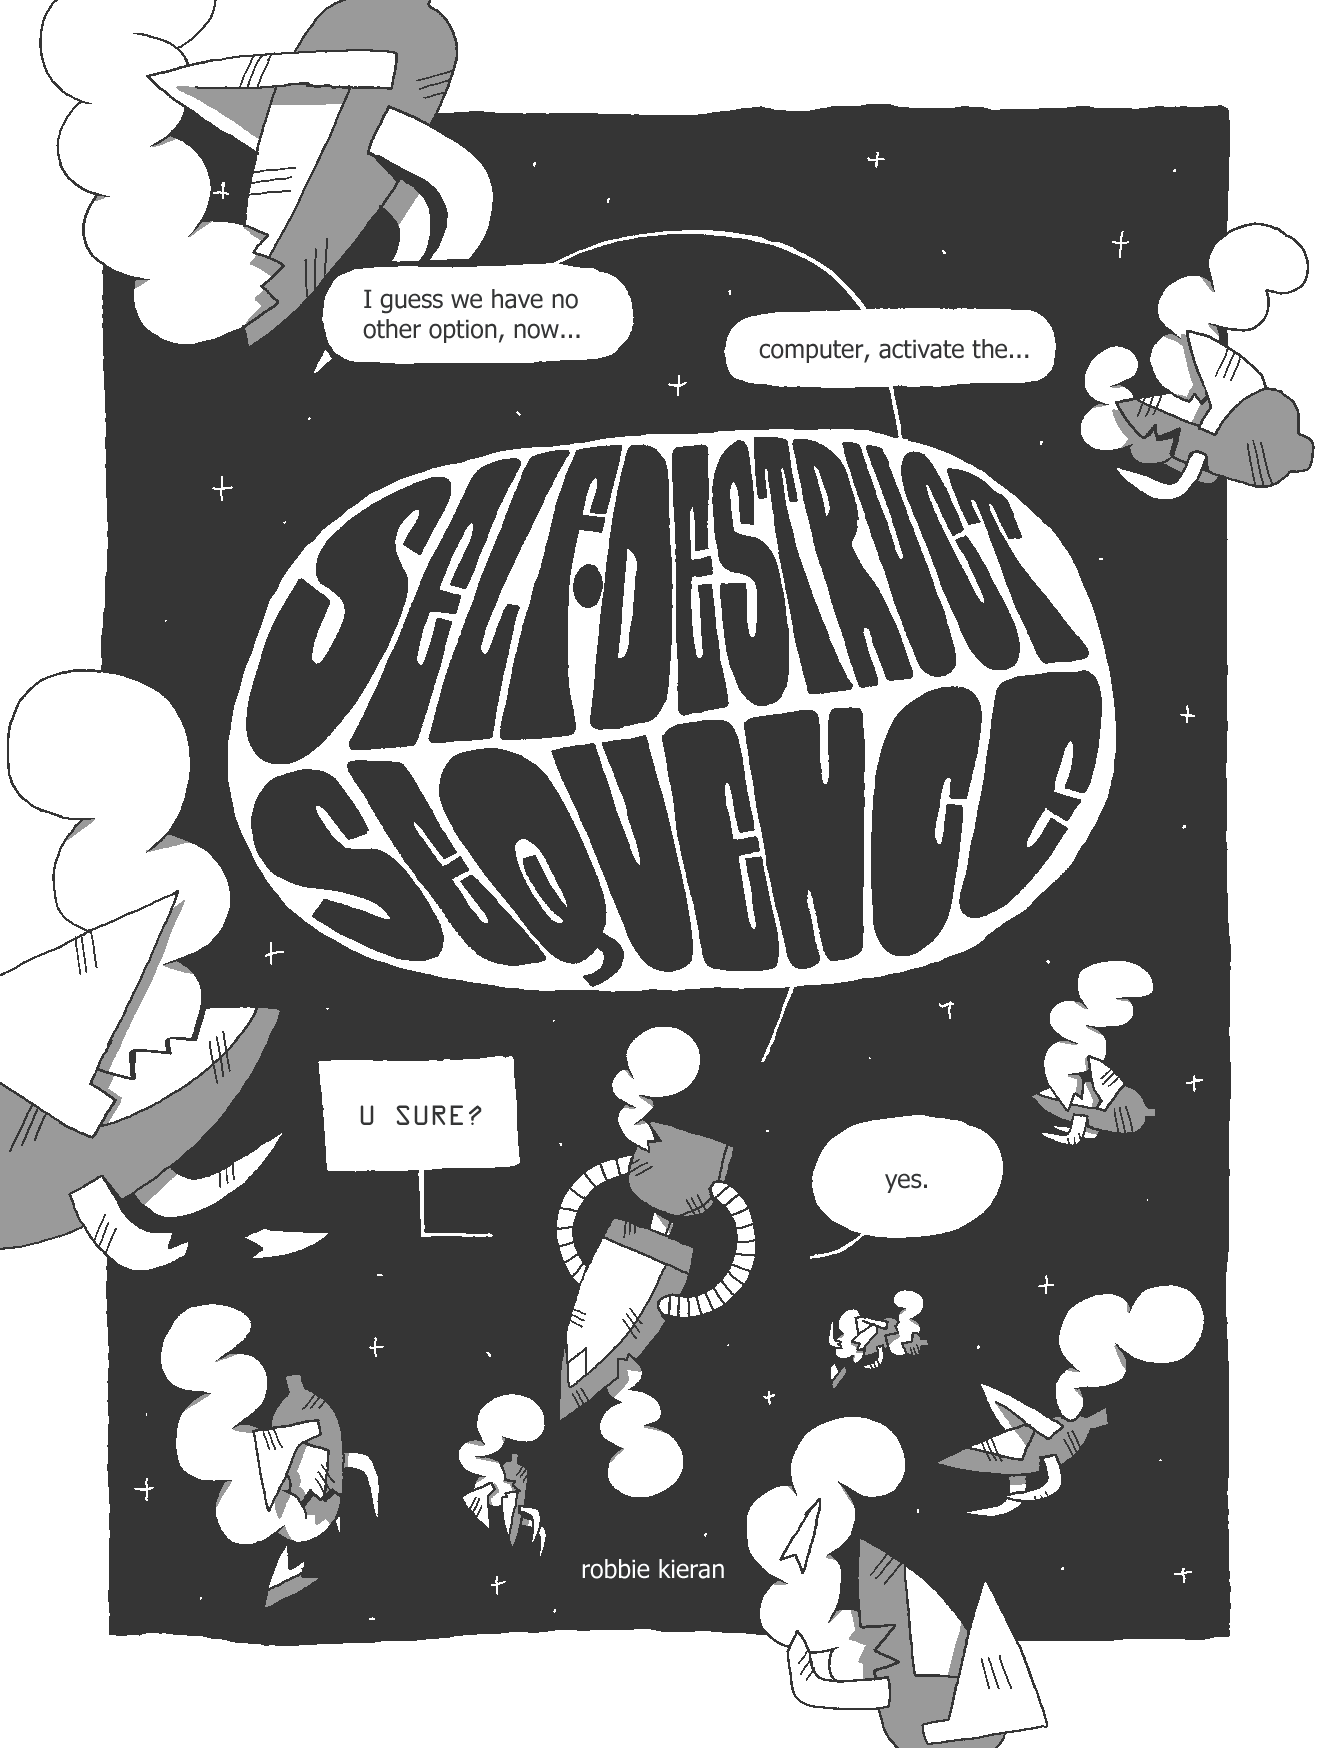 I guess we have no
other option, now...
computer, activate the...
SELF•DESTRUCT
SEQUENCE
U SURE?
yes.
robbie kieran